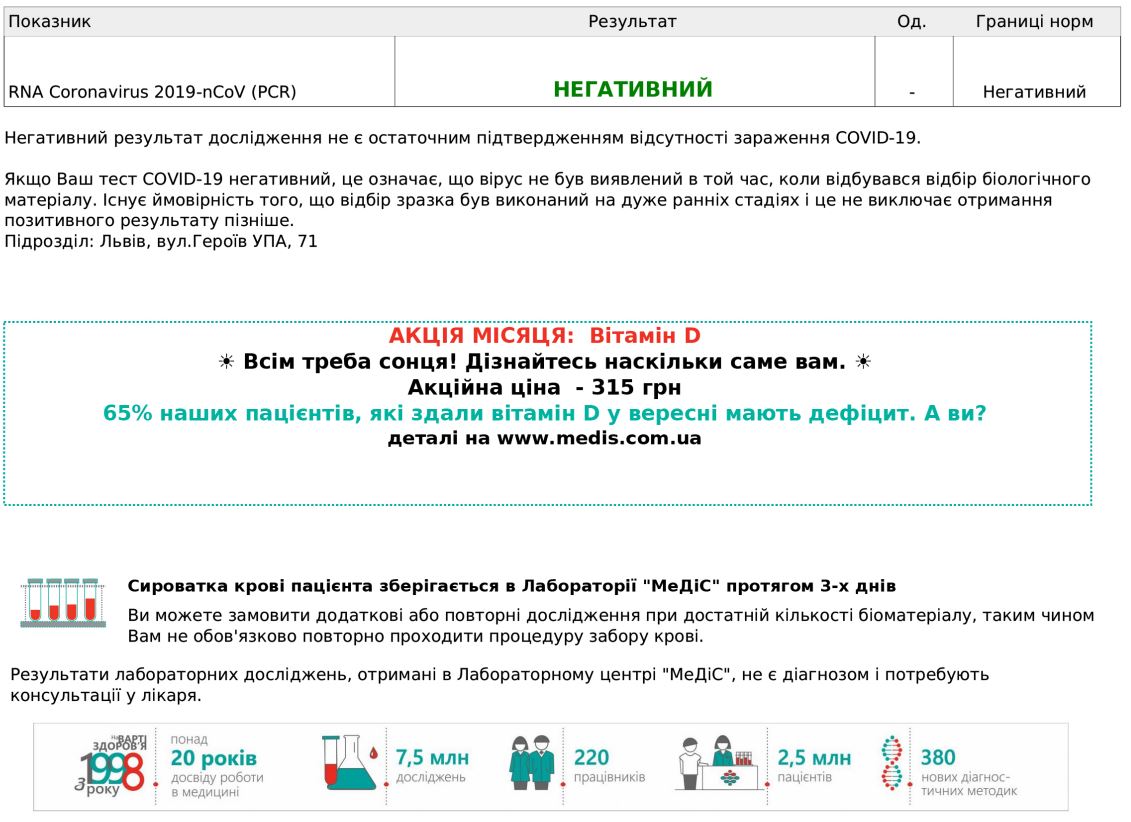 Показник Результат Од. Границі норм
RNA Coronavirus 2019-nCoV (PCR) НЕГАТИВНИЙ - Негативний
Негативний результат дослідження не є остаточним підтвердженням відсутності зараження COVID-19.
Якщо Ваш тест COVID-19 негативний, це означає, що вірус не був виявлений в той час, коли відбувався відбір біологічного
матеріалу. Існує ймовірність того, що відбір зразка був виконаний на дуже ранніх стадіях і це не виключає отримання
позитивного результату пізніше.
Підрозділ: Львів, вул.Героїв УПА, 71
АКЦІЯ МІСЯЦЯ: Вітамін D
☀ Всім треба сонця! Дізнайтесь наскільки саме вам. ☀
Акційна ціна - 315 грн
65% наших пацієнтів, які здали вітамін D у вересні мають дефіцит. А ви?
деталі на www.medis.com.ua
Сироватка крові пацієнта зберігається в Лабораторії "МеДіС" протягом 3-х днів
Ви можете замовити додаткові або повторні дослідження при достатній кількості біоматеріалу, таким чином
Вам не обов'язково повторно проходити процедуру забору крові.
Результати лабораторних досліджень, отримані в Лабораторному центрі "МеДіС", не є діагнозом і потребують
консультації у лікаря.
На ВАРТІ
ЗДОРОВ'Я
з 1998
року
понад
20 років
досвіду роботи
в медицині
7,5 млн
досліджень
220
працівників
2,5 млн
пацієнтів
380
нових діагнос-
тичних методик